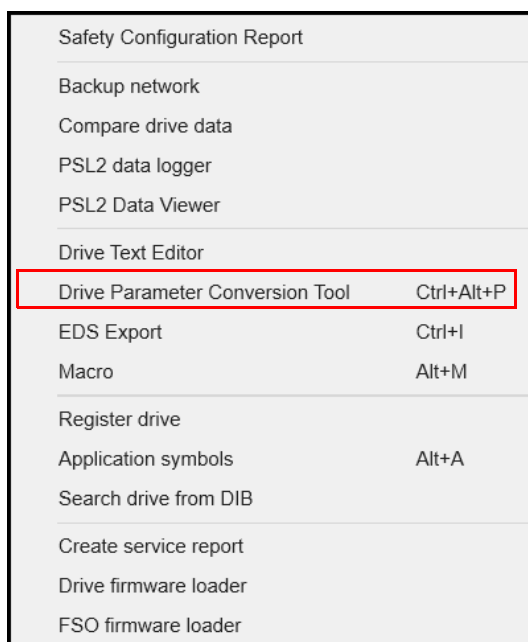 Safety Configuration Report
Backup network
Compare drive data
PSL2 data logger
PSL2 Data Viewer
Drive Text Editor
Drive Parameter Conversion Tool Ctrl+Alt+P
EDS Export Ctrl+I
Macro Alt+M
Register drive
Application symbols Alt+A
Search drive from DIB
Create service report
Drive firmware loader
FSO firmware loader